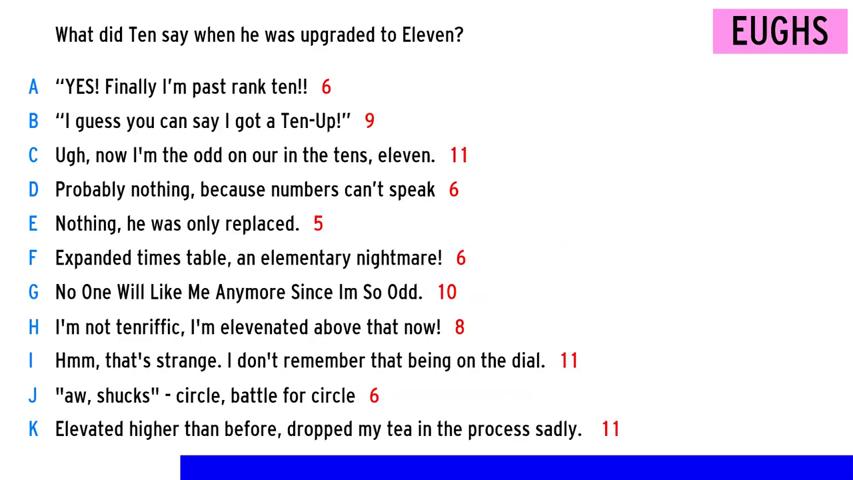 What did Ten say when he was upgraded to Eleven?
EUGHS
A “YES! Finally I’m past rank ten!! 6
B “I guess you can say I got a Ten-Up!” 9
C Ugh, now I'm the odd on our in the tens, eleven. 11
D Probably nothing, because numbers can’t speak 6
E Nothing, he was only replaced. 5
F Expanded times table, an elementary nightmare! 6
G No One Will Like Me Anymore Since Im So Odd. 10
H I'm not tenriffic, I'm elevenated above that now! 8
I Hmm, that's strange. I don't remember that being on the dial. 11
J "aw, shucks" - circle, battle for circle 6
K Elevated higher than before, dropped my tea in the process sadly. 11